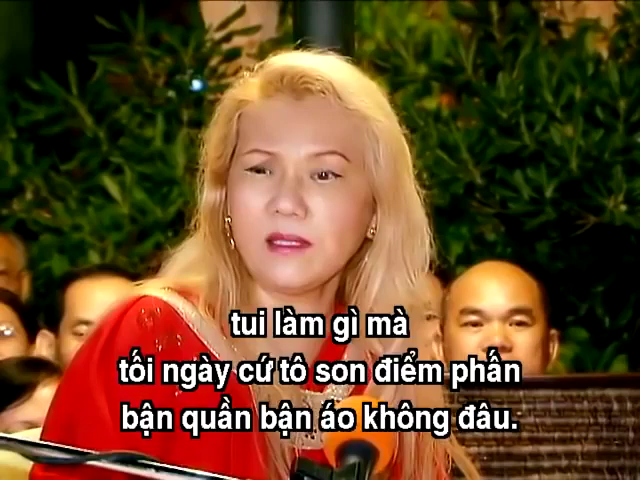 tui làm gì mà
tối ngày cứ tô son điểm phấn
bận quần bận áo không đâu.